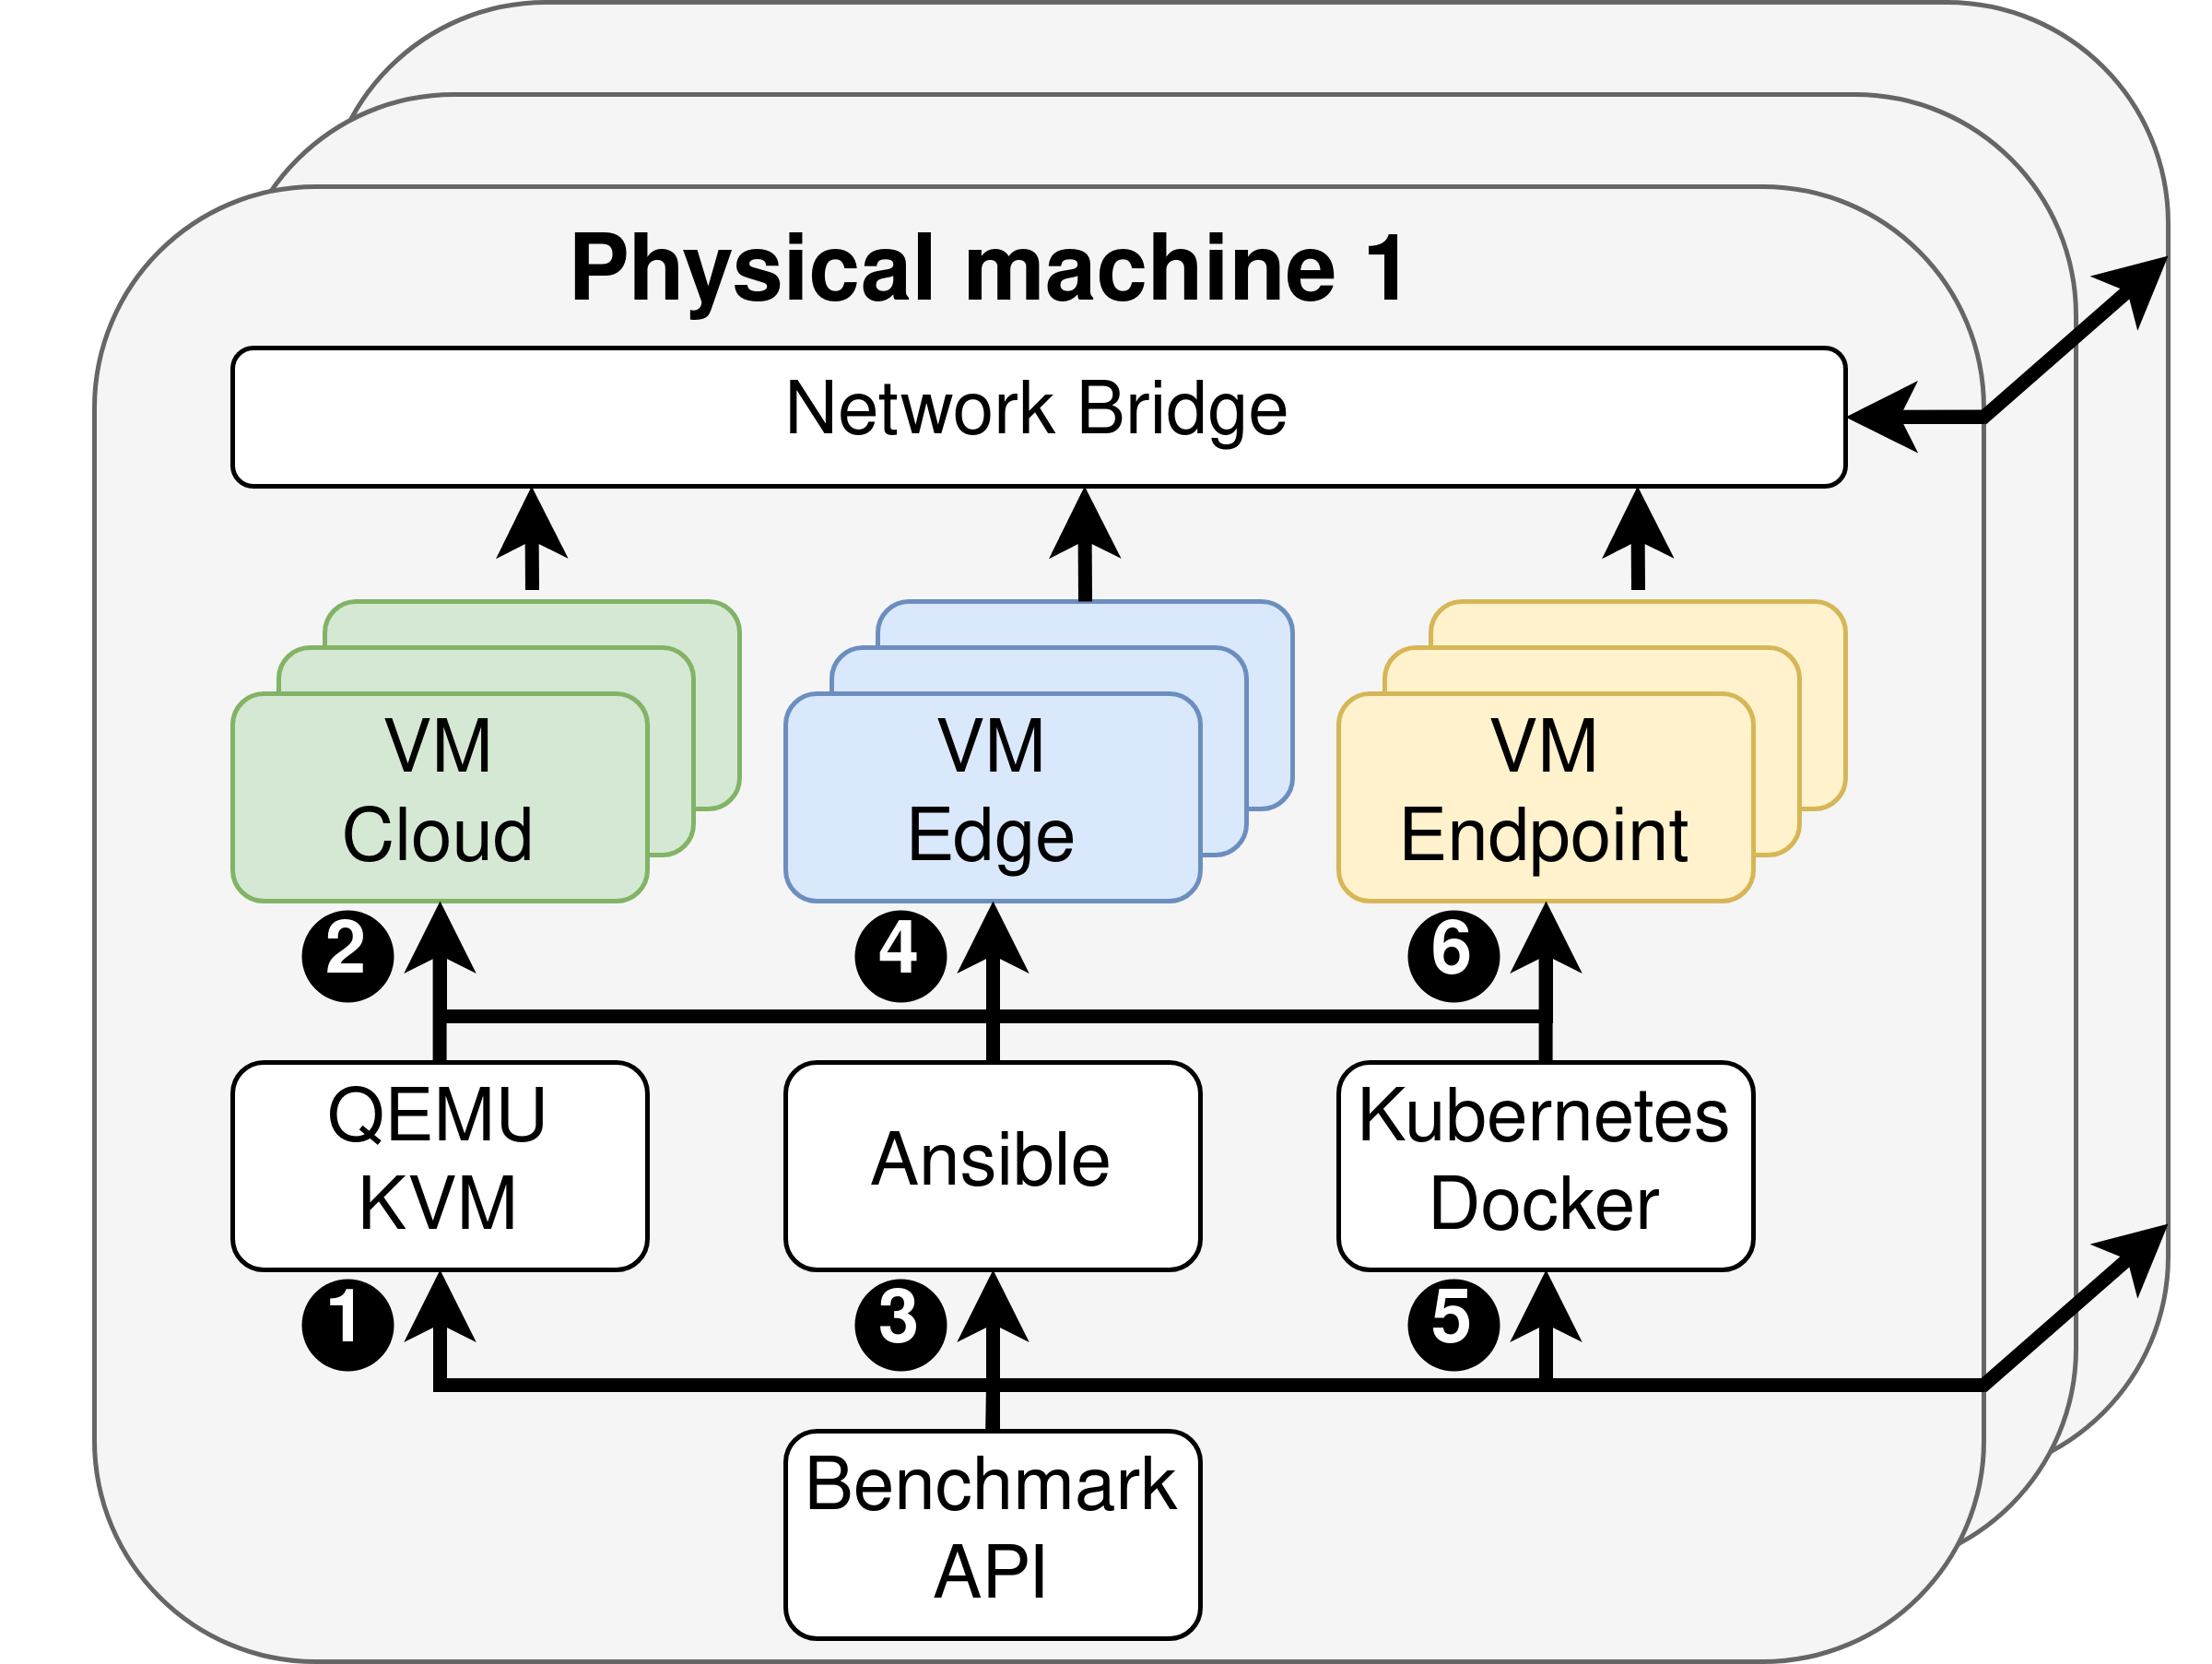 Physical machine 1
Network Bridge
VM
Cloud
VM
Edge
VM
Endpoint
2
4
6
QEMU
KVM
Ansible
Kubernetes
Docker
1
3
5
Benchmark
API